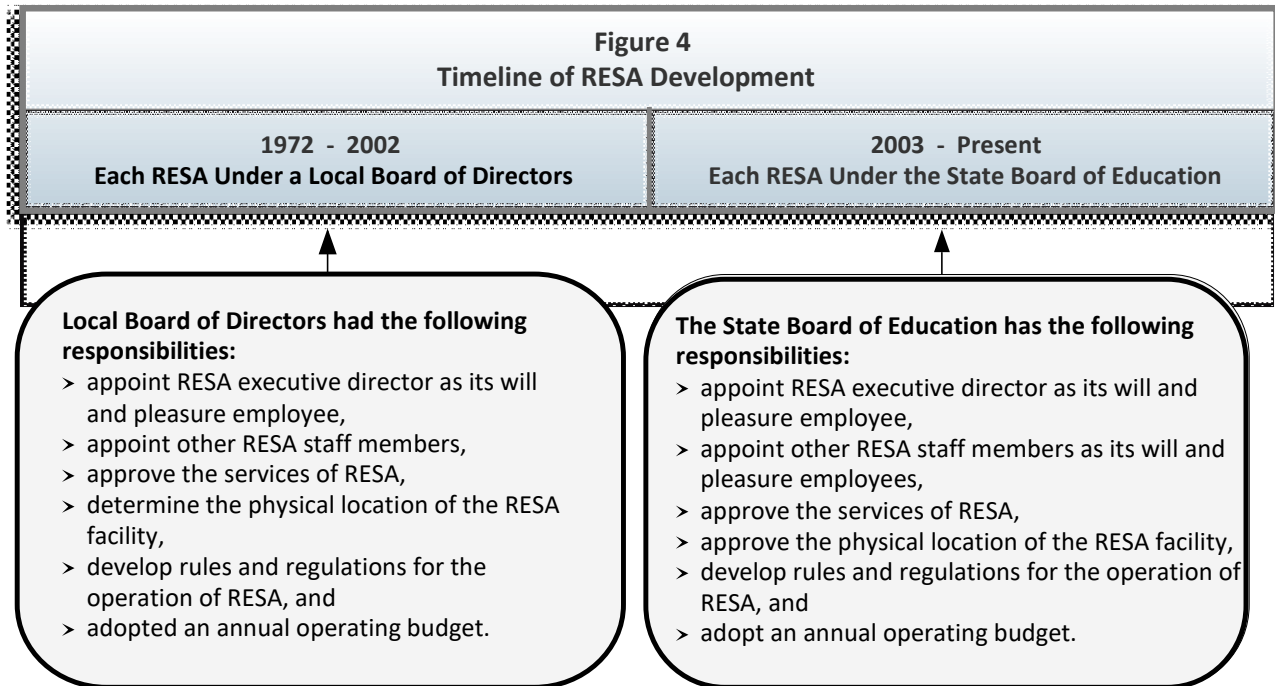 Figure 4
Timeline of RESA Development
1972 - 2002
Each RESA Under a Local Board of Directors
2003 - Present
Each RESA Under the State Board of Education
Local Board of Directors had the following
responsibilities:
➢ appoint RESA executive director as its will
and pleasure employee,
➢ appoint other RESA staff members,
➢ approve the services of RESA,
➢ determine the physical location of the RESA
facility,
➢ develop rules and regulations for the
operation of RESA, and
➢ adopted an annual operating budget.
The State Board of Education has the following
responsibilities:
➢ appoint RESA executive director as its will and
pleasure employee,
➢ appoint other RESA staff members as its will and
pleasure employees,
➢ approve the services of RESA,
➢ approve the physical location of the RESA facility,
➢ develop rules and regulations for the operation of
RESA, and
➢ adopt an annual operating budget.